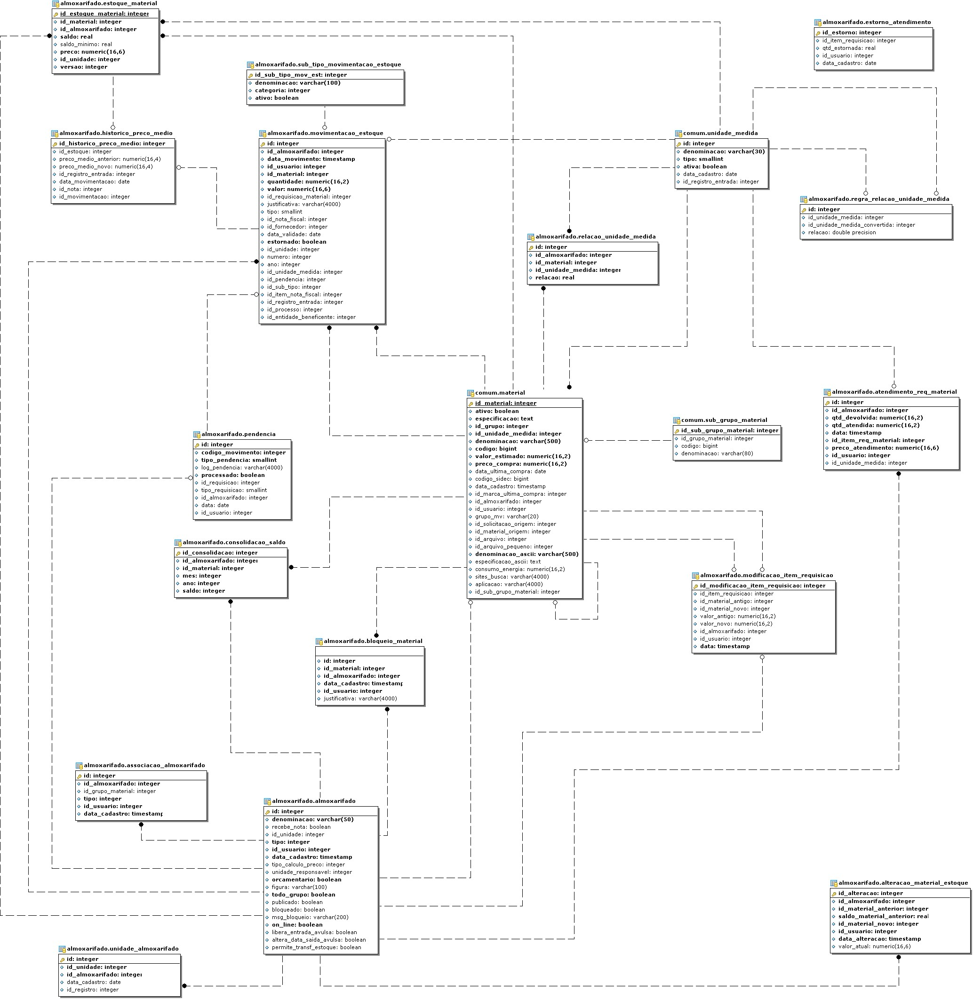 almoxarifado.estoque_material
id_estoque_material: integer
id_material: integer
id_almoxarifado: integer
saldo: real
saldo_minimo: real
preco: numeric(16,6)
id_unidade: integer
versao: integer
almoxarifado.estorno_atendimento
id_estorno: integer
id_item_requisicao: integer
qtd_estornada: real
id_usuario: integer
data_cadastro: date
almoxarifado.sub_tipo_movimentacao_estoque
id_sub_tipo_mov_est: integer
denominacao: varchar(100)
categoria: integer
ativo: boolean
almoxarifado.historico_preco_medio
id_historico_preco_medio: integer
id_estoque: integer
preco_medio_anterior: numeric(16,4)
preco_medio_novo: numeric(16,4)
id_registro_entrada: integer
data_movimentacao: date
id_nota: integer
id_movimentacao: integer
almoxarifado.movimentacao_estoque
id: integer
id_almoxarifado: integer
data_movimento: timestamp
id_usuario: integer
id_material: integer
quantidade: numeric(16,2)
valor: numeric(16,6)
id_requisicao_material: integer
justificativa: varchar(4000)
tipo: smallint
id_nota_fiscal: integer
id_fornecedor: integer
data_validade: date
estornado: boolean
id_unidade: integer
numero: integer
ano: integer
id_unidade_medida: integer
id_pendencia: integer
id_sub_tipo: integer
id_item_nota_fiscal: integer
id_registro_entrada: integer
id_processo: integer
id_entidade_beneficente: integer
comum.unidade_medida
id: integer
denominacao: varchar(30)
tipo: smallint
ativa: boolean
data_cadastro: date
id_registro_entrada: integer
almoxarifado.regra_relacao_unidade_medida
id: integer
id_unidade_medida: integer
id_unidade_medida_convertida: integer
relacao: double precision
almoxarifado.relacao_unidade_medida
id: integer
id_almoxarifado: integer
id_material: integer
id_unidade_medida: integer
relacao: real
comum.material
id_material: integer
ativo: boolean
especificacao: text
id_grupo: integer
id_unidade_medida: integer
denominacao: varchar(500)
codigo: bigint
valor_estimado: numeric(16,2)
preco_compra: numeric(16,2)
data_ultima_compra: date
codigo_sidec: bigint
data_cadastro: timestamp
id_marca_ultima_compra: integer
id_almoxarifado: integer
id_usuario: integer
grupo_mv: varchar(20)
id_solicitacao_origem: integer
id_material_origem: integer
id_arquivo: integer
id_arquivo_pequeno: integer
denominacao_ascii: varchar(500)
especificacao_ascii: text
consumo_energia: numeric(16,2)
sites_busca: varchar(4000)
aplicacao: varchar(4000)
id_sub_grupo_material: integer
comum.sub_grupo_material
id_sub_grupo_material: integer
id_grupo_material: integer
codigo: bigint
denominacao: varchar(80)
almoxarifado.atendimento_req_material
id: integer
id_almoxarifado: integer
qtd_devolvida: numeric(16,2)
qtd_atendida: numeric(16,2)
data: timestamp
id_item_req_material: integer
preco_atendimento: numeric(16,6)
id_usuario: integer
id_unidade_medida: integer
almoxarifado.pendencia
id: integer
codigo_movimento: integer
tipo_pendencia: smallint
log_pendencia: varchar(4000)
processado: boolean
id_requisicao: integer
tipo_requisicao: smallint
id_almoxarifado: integer
data: date
id_usuario: integer
almoxarifado.consolidacao_saldo
id_consolidacao: integer
id_almoxarifado: integer
id_material: integer
mes: integer
ano: integer
saldo: integer
almoxarifado.modificacao_item_requisicao
id_modificacao_item_requisicao: integer
id_item_requisicao: integer
id_material_antigo: integer
id_material_novo: integer
valor_antigo: numeric(16,2)
valor_novo: numeric(16,2)
id_almoxarifado: integer
id_usuario: integer
data: timestamp
almoxarifado.bloqueio_material
id: integer
id_material: integer
id_almoxarifado: integer
data_cadastro: timestamp
id_usuario: integer
justificativa: varchar(4000)
almoxarifado.associacao_almoxarifado
id: integer
id_almoxarifado: integer
id_grupo_material: integer
tipo: integer
id_usuario: integer
data_cadastro: timestamp
almoxarifado.almoxarifado
id: integer
denominacao: varchar(50)
recebe_nota: boolean
id_unidade: integer
tipo: integer
id_usuario: integer
data_cadastro: timestamp
tipo_calculo_preco: integer
unidade_responsavel: integer
orcamentario: boolean
figura: varchar(100)
todo_grupo: boolean
publicado: boolean
bloqueado: boolean
msg_bloqueio: varchar(200)
on_line: boolean
libera_entrada_avulsa: boolean
altera_data_saida_avulsa: boolean
permite_transf_estoque: boolean
almoxarifado.alteracao_material_estoque
id_alteracao: integer
id_almoxarifado: integer
id_material_anterior: integer
saldo_material_anterior: real
id_material_novo: integer
id_usuario: integer
data_alteracao: timestamp
valor_atual: numeric(16,6)
almoxarifado.unidade_almoxarifado
id: integer
id_unidade: integer
id_almoxarifado: integer
data_cadastro: date
id_registro: integer